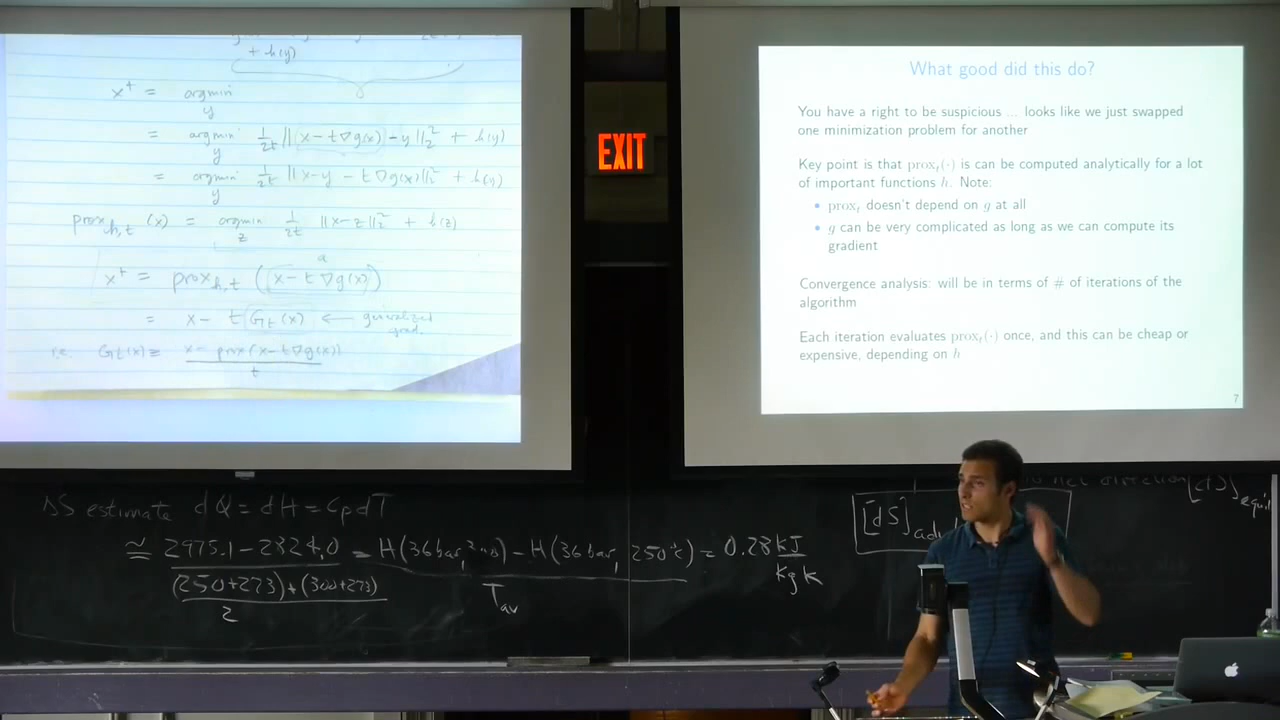 + h(y)
x⁺ = argmin
y
= argmin 1/2t ||(x - t∇g(x)) - y||₂² + h(y)
y
= argmin 1/2t ||x-y - t∇g(x)||₂² + h(y)
y
prox_{h,t} (x) = argmin 1/2t ||x-z||₂² + h(z)
z
x⁺ = prox_{h,t} (x - t∇g(x))
= x - t G_t(x) ← generalized
grad.
i.e. G_t(x) = x - prox(x - t∇g(x))
t
EXIT
What good did this do?
You have a right to be suspicious ... looks like we just swapped
one minimization problem for another
Key point is that prox_t(·) is can be computed analytically for a lot
of important functions h. Note:
• prox_t doesn't depend on g at all
• g can be very complicated as long as we can compute its
gradient
Convergence analysis: will be in terms of # of iterations of the
algorithm
Each iteration evaluates prox_t(·) once, and this can be cheap or
expensive, depending on h
7
ΔS estimate dQ = dH = CpdT
≅ 2975.1 - 2824.0 = H(36 bar, ) - H(36 bar, 250°C) = 0.28 kJ
(250+273)+(300+273) Tav kg K
2
[dS]
[dS] equil